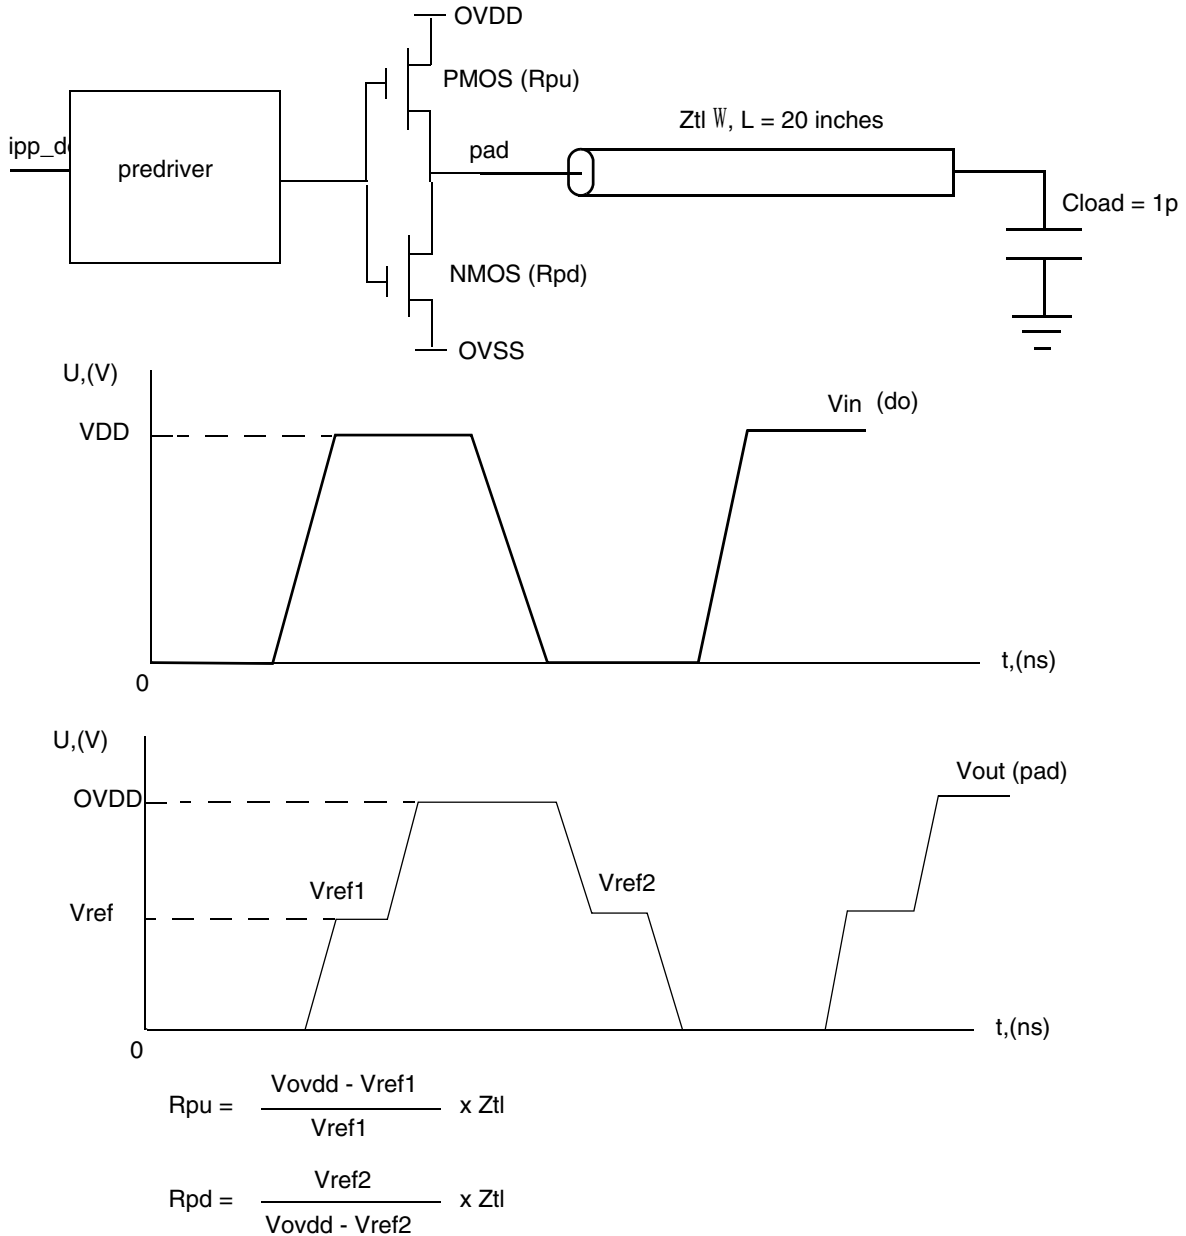 OVDD
PMOS (Rpu)
Ztl W, L = 20 inches
ipp_d
predriver
pad
Cload = 1p
NMOS (Rpd)
OVSS
U,(V)
VDD
Vin (do)
t,(ns)
0
U,(V)
OVDD
Vout (pad)
Vref1
Vref2
Vref
t,(ns)
0
Vovdd - Vref1
Rpu = x Ztl
Vref1
Vref2
Rpd = x Ztl
Vovdd - Vref2